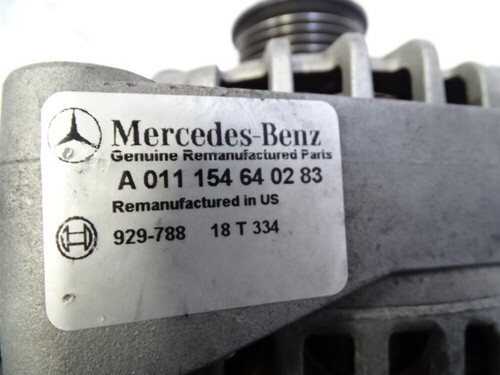 Mercedes-Benz
Genuine Remanufactured Parts
A 011 154 64 02 83
Remanufactured in US
929-788 18 T 334